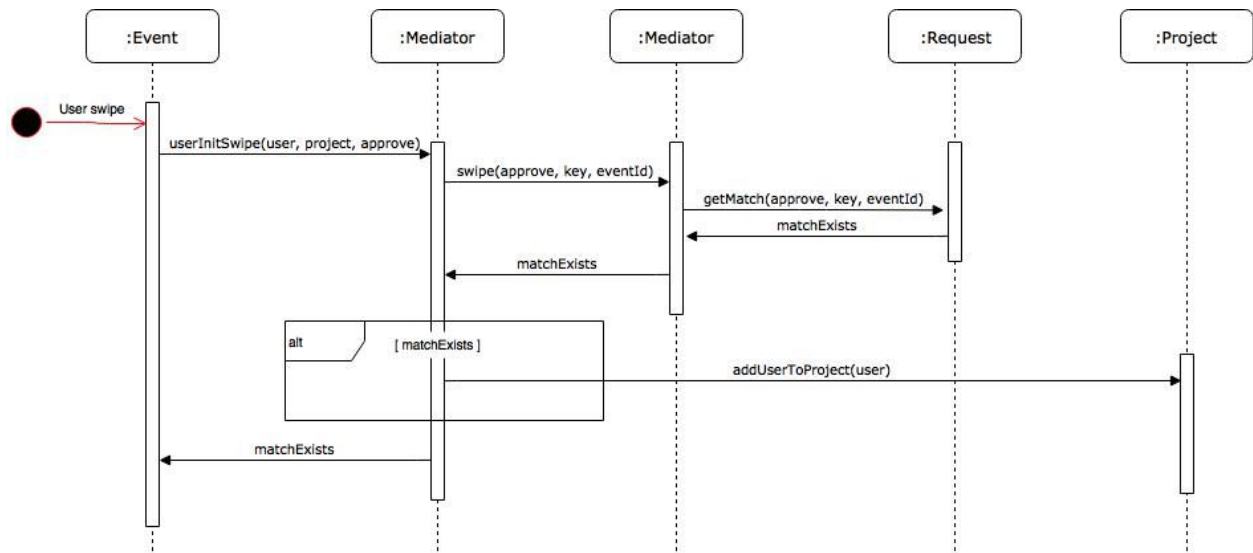 :Event
:Mediator
:Mediator
:Request
:Project
User swipe
userInitSwipe(user, project, approve)
swipe(approve, key, eventId)
getMatch(approve, key, eventId)
matchExists
matchExists
alt
[ matchExists ]
addUserToProject(user)
matchExists